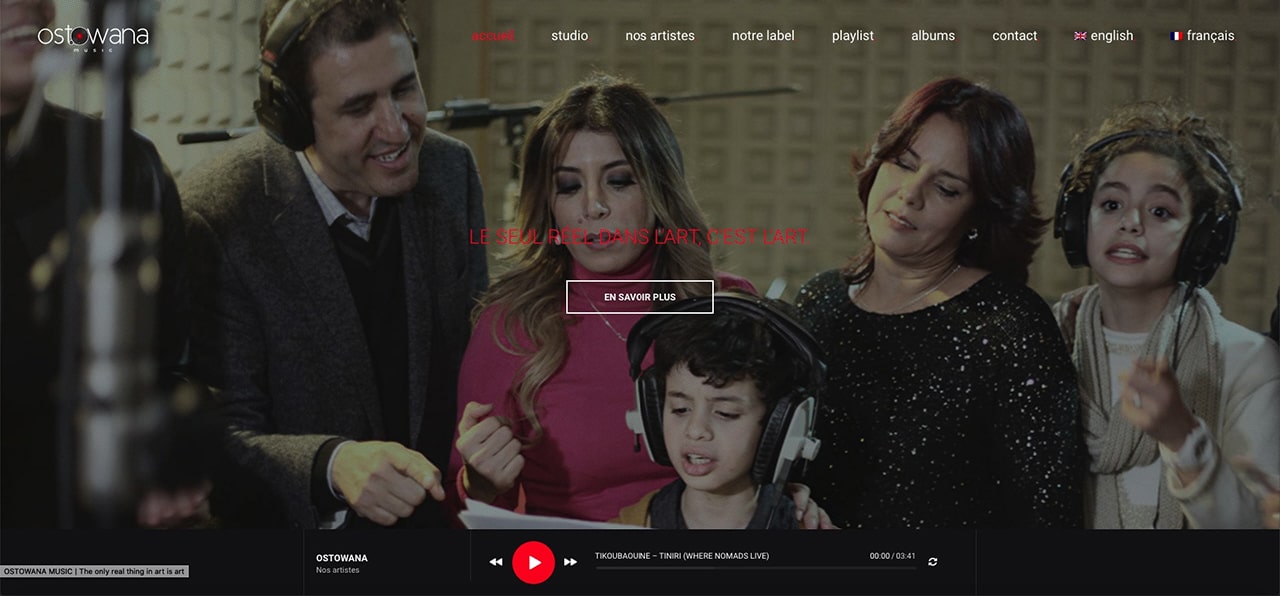 ostowana
music
accueil
studio
nos artistes
notre label
playlist
albums
contact
english
français
LE SEUL RÉEL DANS L'ART, C'EST L'ART
EN SAVOIR PLUS
OSTOWANA
Nos artistes
TIKOUBAOUINE – TINIRI (WHERE NOMADS LIVE)
00:00 / 03:41
OSTOWANA MUSIC | The only real thing in art is art